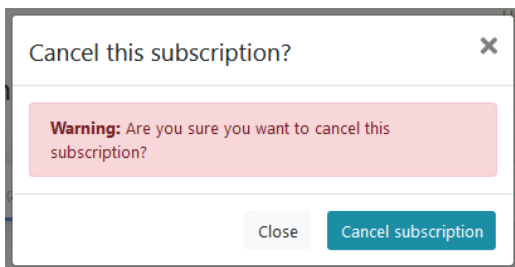 Cancel this subscription?
Warning: Are you sure you want to cancel this
subscription?
Close
Cancel subscription